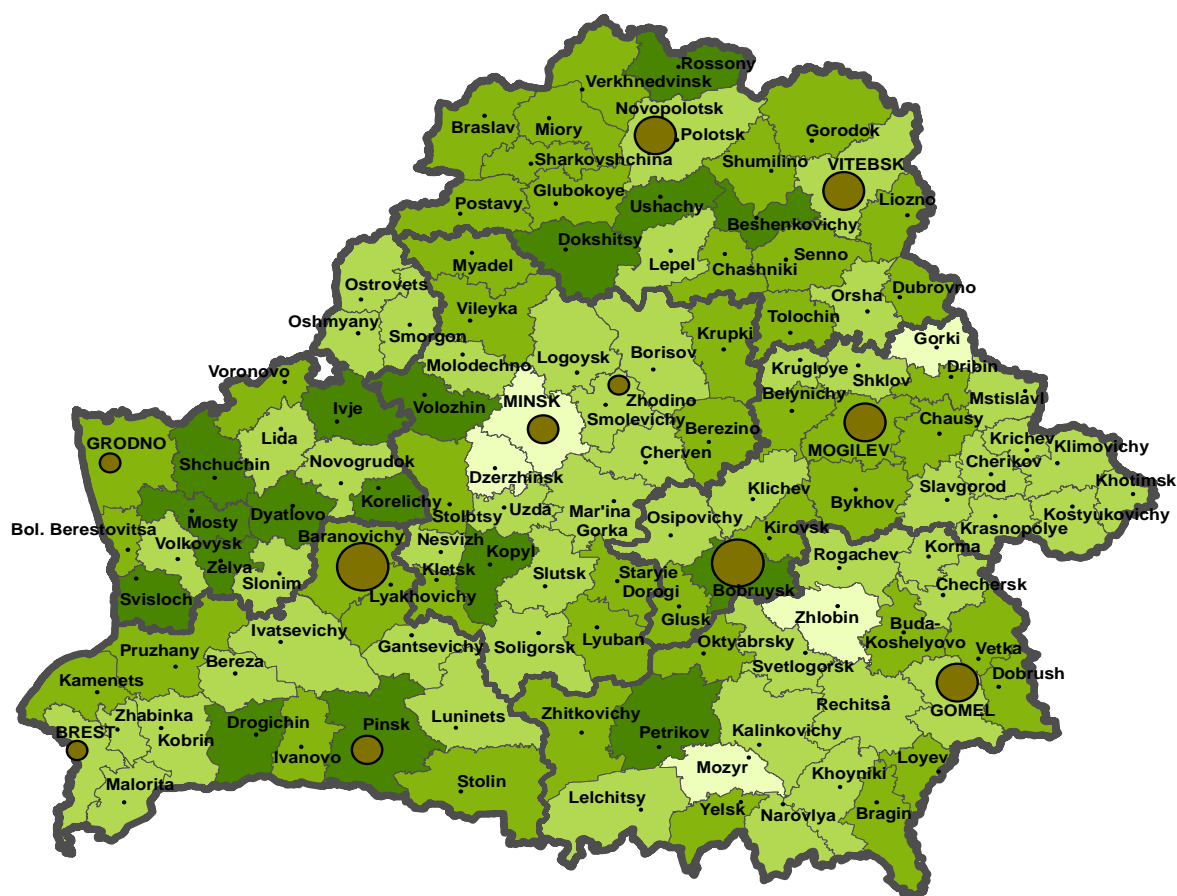 Rossony
Verkhnedvinsk
Novopolotsk
Braslav
Miory
Polotsk
Gorodok
Sharkovshchina
Shumilino
VITEBSK
Glubokoye
Ushachy
Liozno
Postavy
Beshenkovichy
Dokshitsy
Myadel
Lepel
Chashniki
Senno
Ostrovets
Orsha
Dubrovno
Vileyka
Tolochin
Oshmyany
Smorgon
Krupki
Gorki
Logoysk
Borisov
Molodechno
Voronovo
Krugloye
Shklov
Dribin
Belynichy
Mstislavl
Ivje
Volozhin
MINSK
Zhodino
Smolevichy
Berezino
Chausy
GRODNO
Lida
MOGILEV
Krichev
Klimovichy
Shchuchin
Novogrudok
Cherven
Cherikov
Dzerzhinsk
Khotimsk
Korelichy
Klichev
Bykhov
Slavgorod
Mosty
Dyatlovo
Stolbtsy
Uzda
Mar'ina
Gorka
Osipovichy
Kostyukovichy
Bol. Berestovitsa
Kirovsk
Krasnopolye
Volkovysk
Baranovichy
Nesvizh
Kopyl
Rogachev
Korma
Zelva
Slonim
Kletsk
Slutsk
Staryie
Dorogi
Bobruysk
Chechersk
Svisloch
Lyakhovichy
Glusk
Zhlobin
Buda-
Koshelyovo
Ivatsevichy
Gantsevichy
Soligorsk
Lyuban
Oktyabrsky
Pruzhany
Bereza
Svetlogorsk
Vetka
Kamenets
Dobrush
Rechitsa
GOMEL
Zhabinka
BREST
Kobrin
Drogichin
Pinsk
Luninets
Zhitkovichy
Petrikov
Kalinkovichy
Ivanovo
Loyev
Malorita
Stolin
Mozyr
Khoyniki
Lelchitsy
Yelsk
Narovlya
Bragin